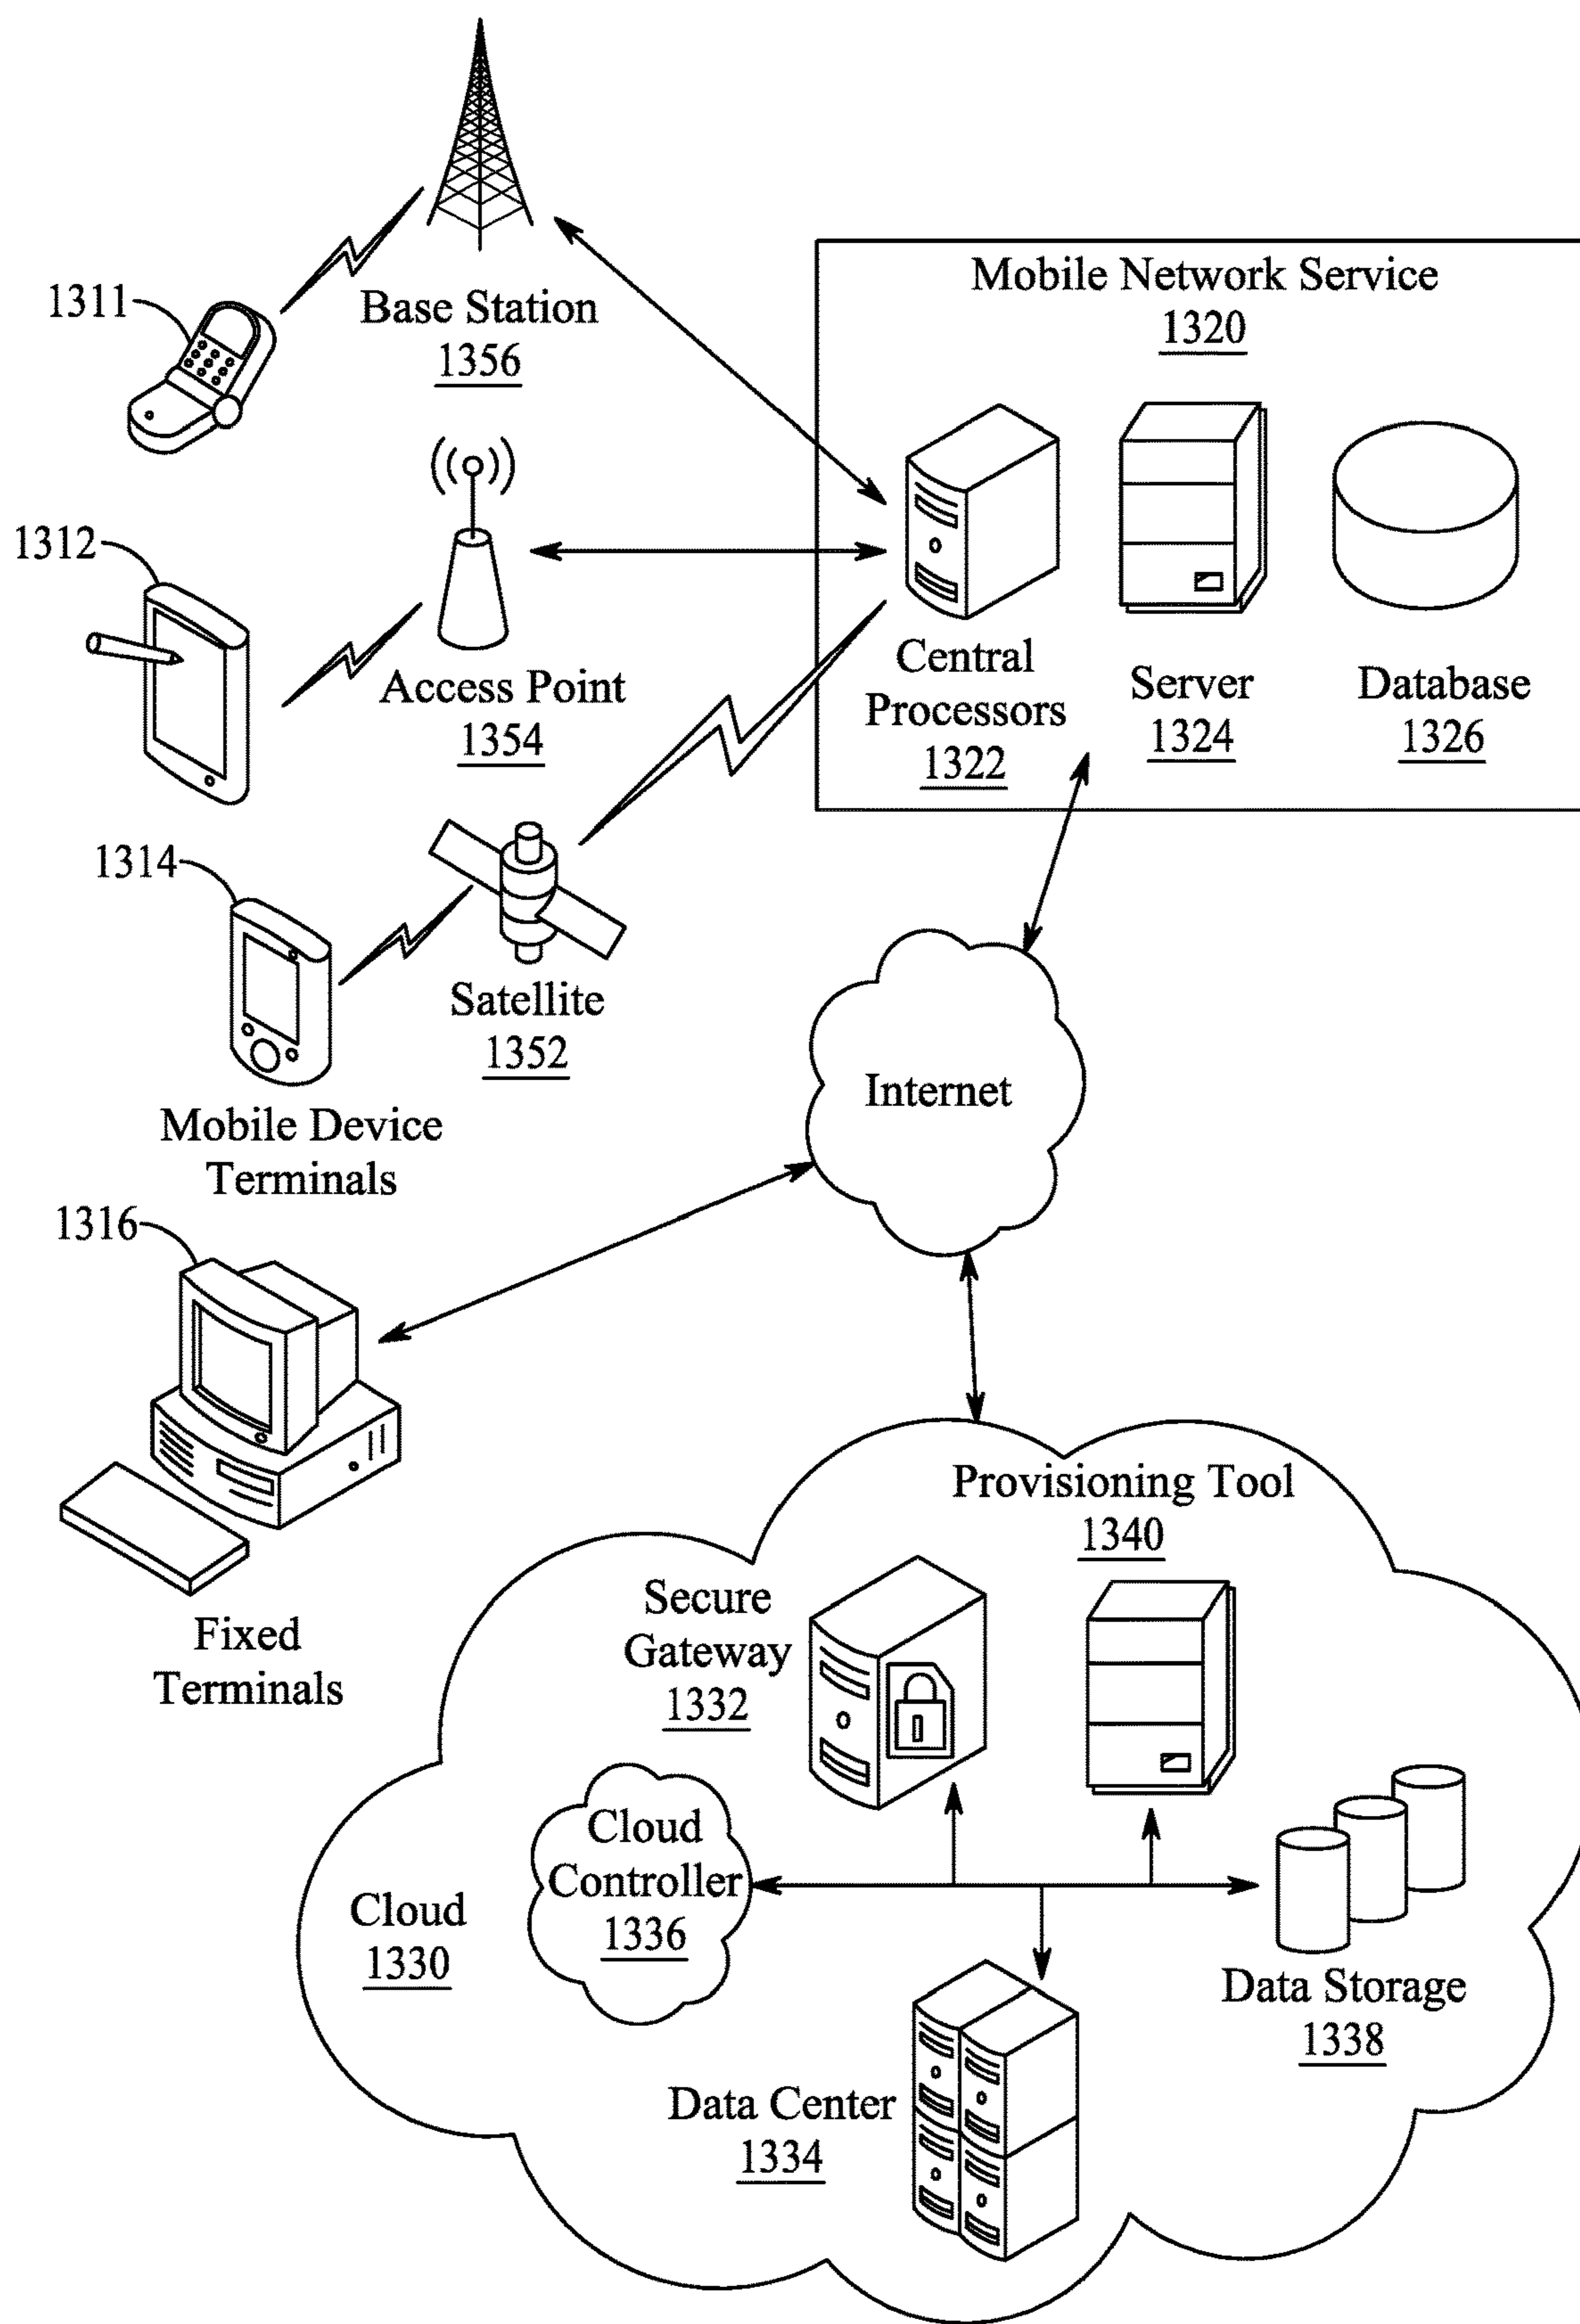 1311
Base Station
1356
Mobile Network Service
1320
1312
Access Point
1354
Central
Processors
1322
Server
1324
Database
1326
1314
Satellite
1352
Mobile Device
Terminals
Internet
1316
Fixed
Terminals
Provisioning Tool
1340
Secure
Gateway
1332
Cloud
Controller
1336
Cloud
1330
Data Storage
1338
Data Center
1334